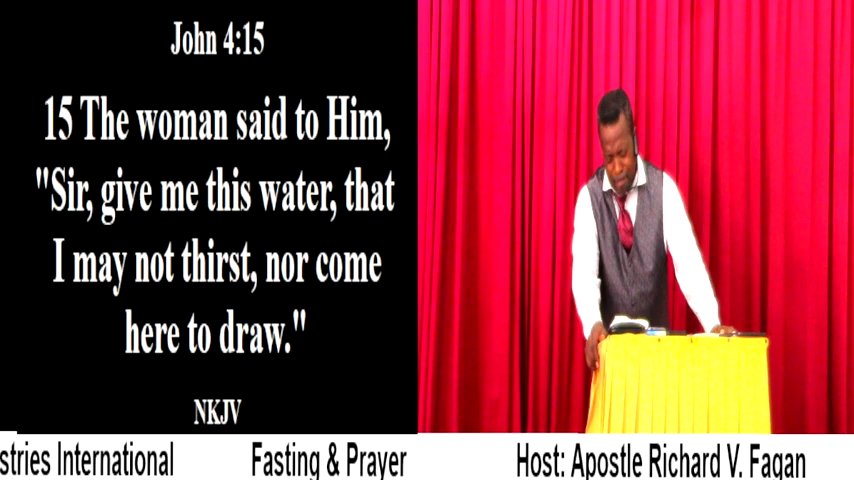 John 4:15
15 The woman said to Him,
"Sir, give me this water, that
I may not thirst, nor come
here to draw."
NKJV
stries International Fasting & Prayer Host: Apostle Richard V. Fagan